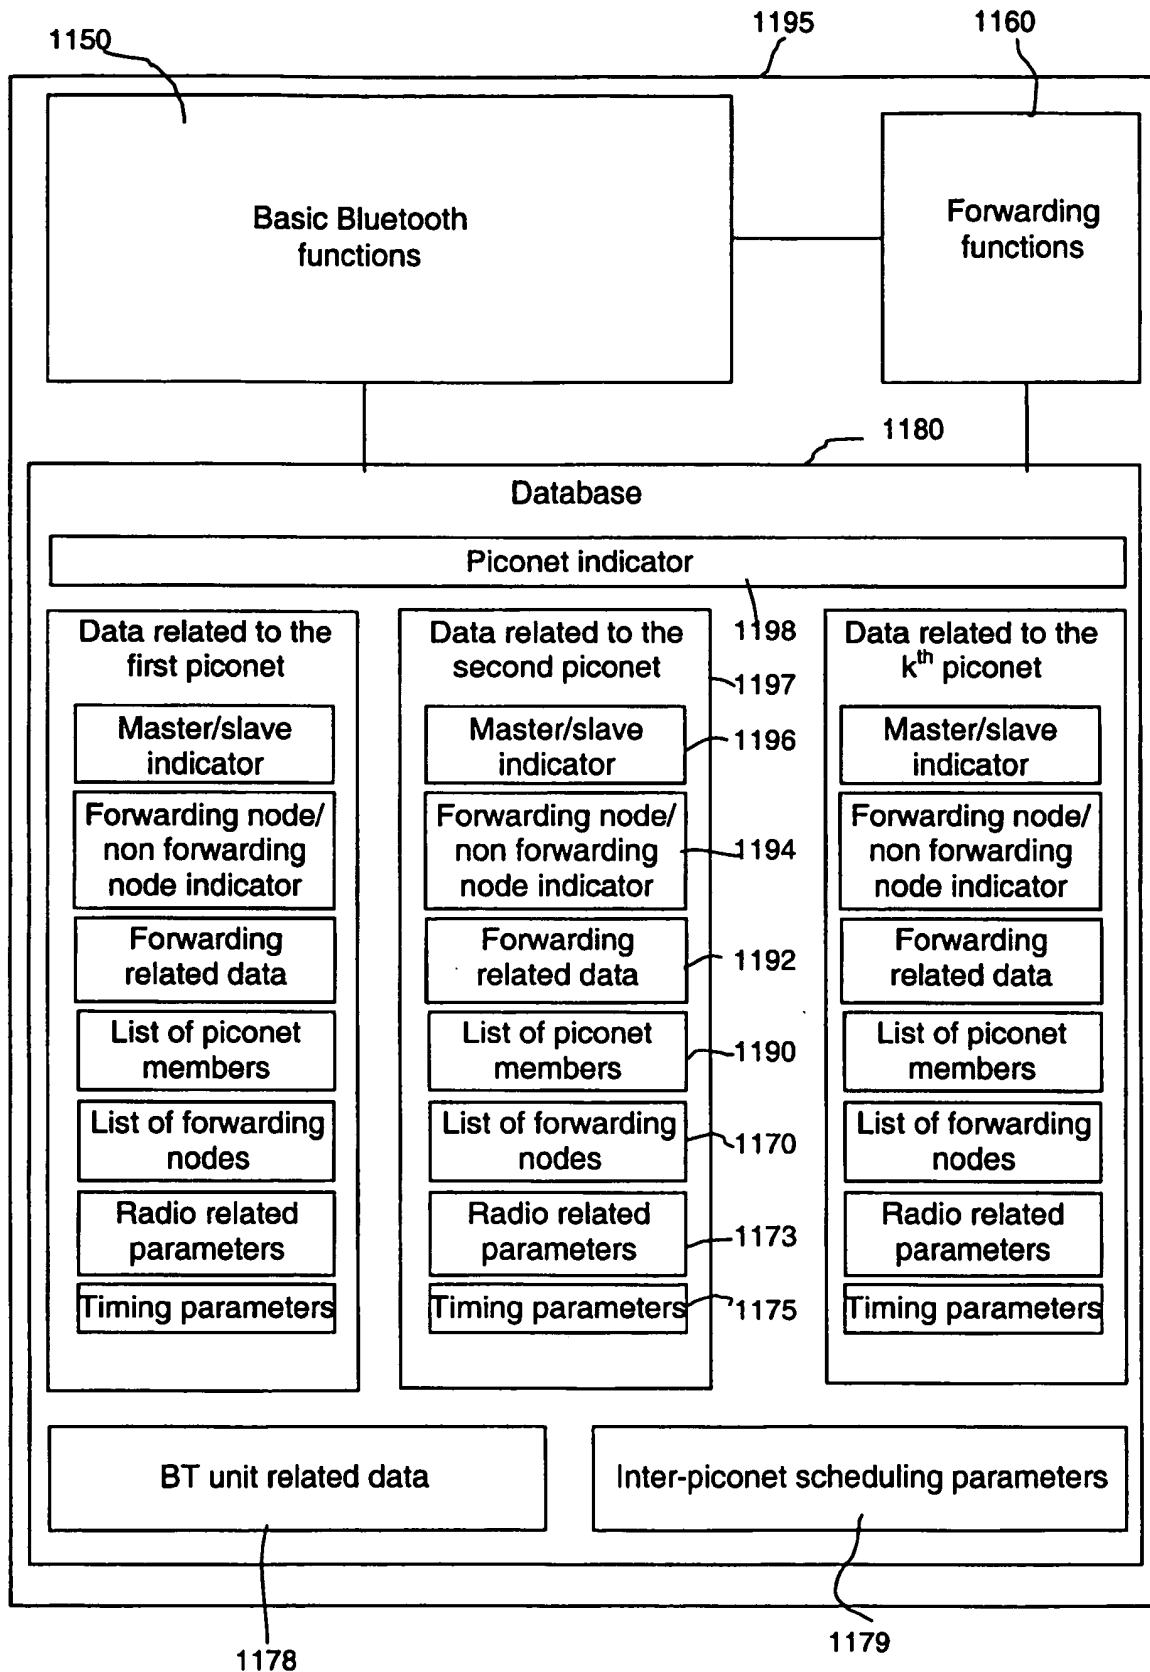 1150
1195
1160
Basic Bluetooth
functions
Forwarding
functions
1180
Database
Piconet indicator
1198
Data related to the
first piconet
Master/slave
indicator
Forwarding node/
non forwarding
node indicator
Forwarding
related data
List of piconet
members
List of forwarding
nodes
Radio related
parameters
Timing parameters
Data related to the
second piconet
1197
Master/slave
indicator
1196
Forwarding node/
non forwarding
node indicator
1194
Forwarding
related data
1192
List of piconet
members
1190
List of forwarding
nodes
1170
Radio related
parameters
1173
Timing parameters
1175
Data related to the
kth piconet
Master/slave
indicator
Forwarding node/
non forwarding
node indicator
Forwarding
related data
List of piconet
members
List of forwarding
nodes
Radio related
parameters
Timing parameters
BT unit related data
Inter-piconet scheduling parameters
1178
1179